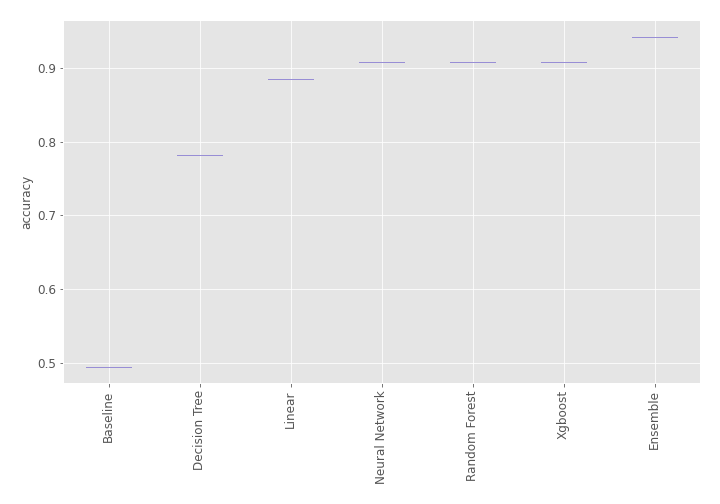 accuracy
0.9
0.8
0.7
0.6
0.5
Baseline
Decision Tree
Linear
Neural Network
Random Forest
Xgboost
Ensemble